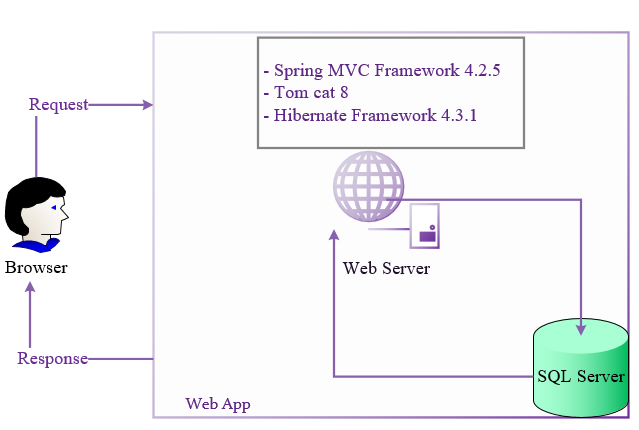 - Spring MVC Framework 4.2.5
- Tom cat 8
- Hibernate Framework 4.3.1
Request
Browser
Web Server
Response
SQL Server
Web App